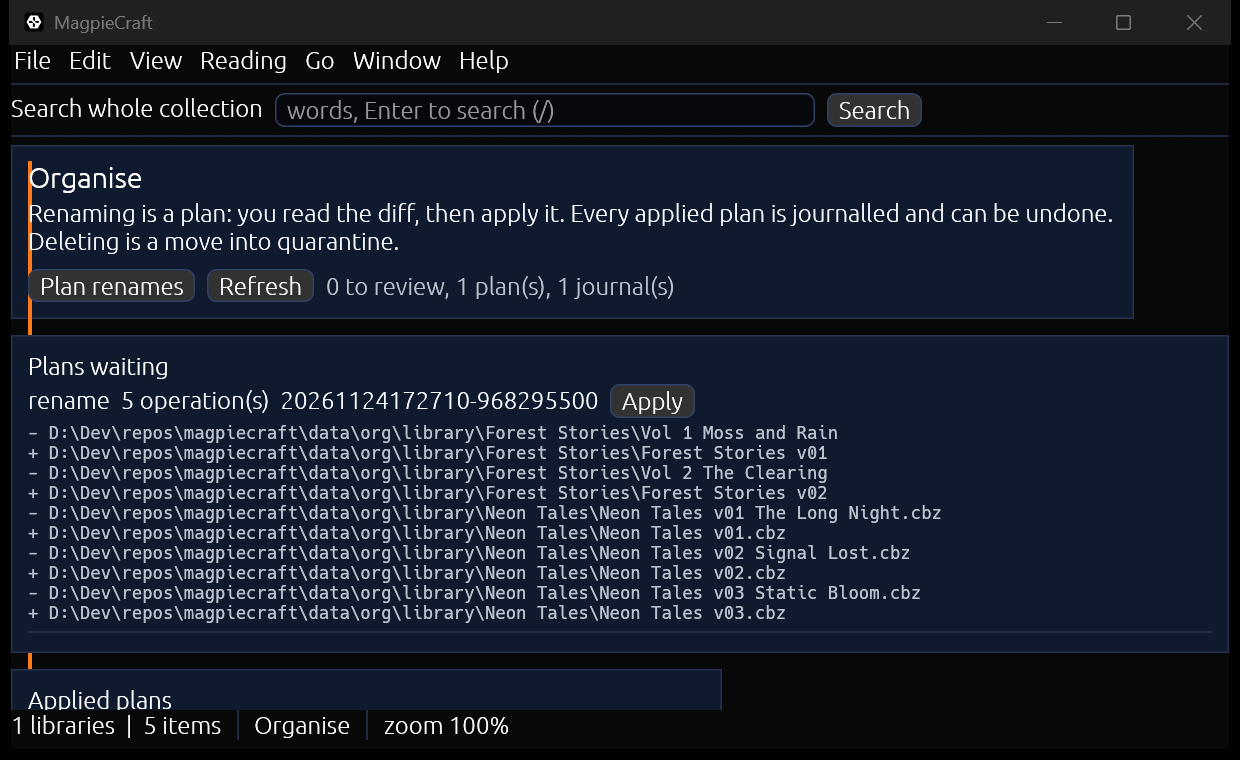 MagpieCraft
File Edit View Reading Go Window Help
Search whole collection words, Enter to search (/) Search
Organise
Renaming is a plan: you read the diff, then apply it. Every applied plan is journalled and can be undone.
Deleting is a move into quarantine.
Plan renames Refresh 0 to review, 1 plan(s), 1 journal(s)
Plans waiting
rename 5 operation(s) 20261124172710-968295500 Apply
- D:\Dev\repos\magpiecraft\data\org\library\Forest Stories\Vol 1 Moss and Rain
+ D:\Dev\repos\magpiecraft\data\org\library\Forest Stories\Forest Stories v01
- D:\Dev\repos\magpiecraft\data\org\library\Forest Stories\Vol 2 The Clearing
+ D:\Dev\repos\magpiecraft\data\org\library\Forest Stories\Forest Stories v02
- D:\Dev\repos\magpiecraft\data\org\library\Neon Tales\Neon Tales v01 The Long Night.cbz
+ D:\Dev\repos\magpiecraft\data\org\library\Neon Tales\Neon Tales v01.cbz
- D:\Dev\repos\magpiecraft\data\org\library\Neon Tales\Neon Tales v02 Signal Lost.cbz
+ D:\Dev\repos\magpiecraft\data\org\library\Neon Tales\Neon Tales v02.cbz
- D:\Dev\repos\magpiecraft\data\org\library\Neon Tales\Neon Tales v03 Static Bloom.cbz
+ D:\Dev\repos\magpiecraft\data\org\library\Neon Tales\Neon Tales v03.cbz
Applied plans
1 libraries | 5 items Organise zoom 100%